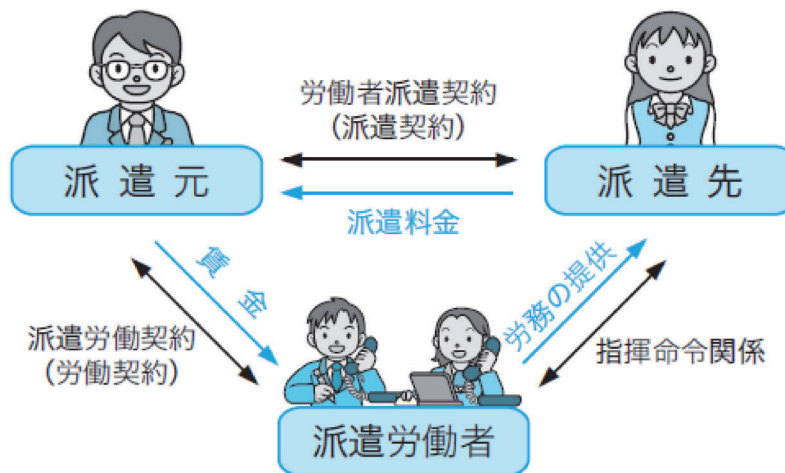 労働者派遣契約
(派遣契約)
派遣元
派遣先
派遣料金
賃金
労務の提供
派遣労働契約
(労働契約)
指揮命令関係
派遣労働者